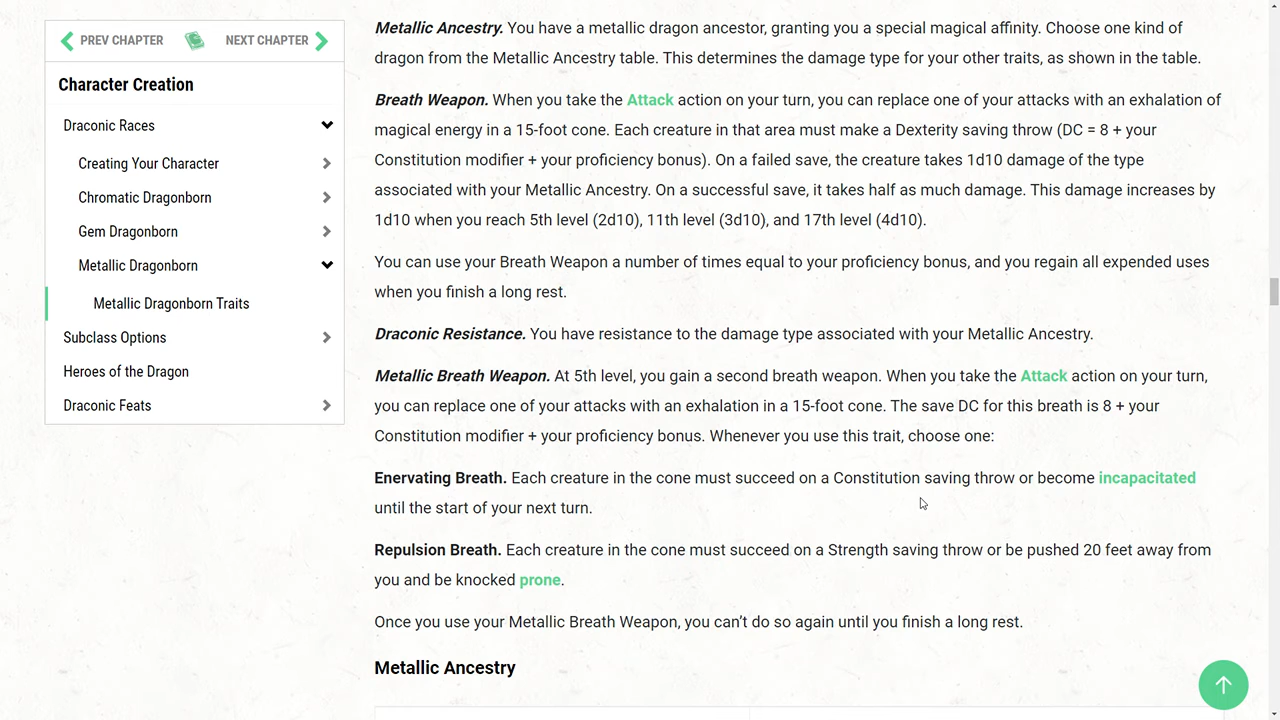 PREV CHAPTER
NEXT CHAPTER
Character Creation
Draconic Races
Creating Your Character
Chromatic Dragonborn
Gem Dragonborn
Metallic Dragonborn
Metallic Dragonborn Traits
Subclass Options
Heroes of the Dragon
Draconic Feats
Metallic Ancestry. You have a metallic dragon ancestor, granting you a special magical affinity. Choose one kind of
dragon from the Metallic Ancestry table. This determines the damage type for your other traits, as shown in the table.
Breath Weapon. When you take the Attack action on your turn, you can replace one of your attacks with an exhalation of
magical energy in a 15-foot cone. Each creature in that area must make a Dexterity saving throw (DC = 8 + your
Constitution modifier + your proficiency bonus). On a failed save, the creature takes 1d10 damage of the type
associated with your Metallic Ancestry. On a successful save, it takes half as much damage. This damage increases by
1d10 when you reach 5th level (2d10), 11th level (3d10), and 17th level (4d10).
You can use your Breath Weapon a number of times equal to your proficiency bonus, and you regain all expended uses
when you finish a long rest.
Draconic Resistance. You have resistance to the damage type associated with your Metallic Ancestry.
Metallic Breath Weapon. At 5th level, you gain a second breath weapon. When you take the Attack action on your turn,
you can replace one of your attacks with an exhalation in a 15-foot cone. The save DC for this breath is 8 + your
Constitution modifier + your proficiency bonus. Whenever you use this trait, choose one:
Enervating Breath. Each creature in the cone must succeed on a Constitution saving throw or become incapacitated
until the start of your next turn.
Repulsion Breath. Each creature in the cone must succeed on a Strength saving throw or be pushed 20 feet away from
you and be knocked prone.
Once you use your Metallic Breath Weapon, you can’t do so again until you finish a long rest.
Metallic Ancestry